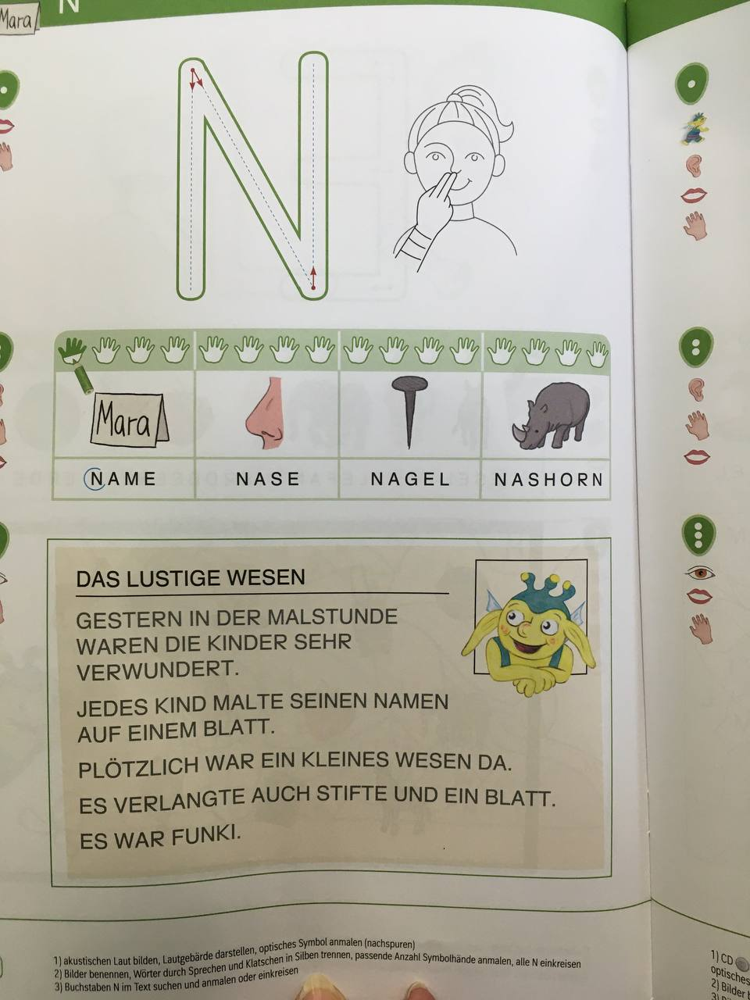 Mara
N
N
Mara
NAME NASE NAGEL NASHORN
DAS LUSTIGE WESEN
GESTERN IN DER MALSTUNDE
WAREN DIE KINDER SEHR
VERWUNDERT.
JEDES KIND MALTE SEINEN NAMEN
AUF EINEM BLATT.
PLÖTZLICH WAR EIN KLEINES WESEN DA.
ES VERLANGTE AUCH STIFTE UND EIN BLATT.
ES WAR FUNKI.
1) akustischen Laut bilden, Lautgebärde darstellen, optisches Symbol anmalen (nachspuren)
2) Bilder benennen, Wörter durch Sprechen und Klatschen in Silben trennen, passende Anzahl Symbolhände anmalen, alle N einkreisen
3) Buchstaben N im Text suchen und anmalen oder einkreisen
1) CD
optisches
2) Bilder
3)